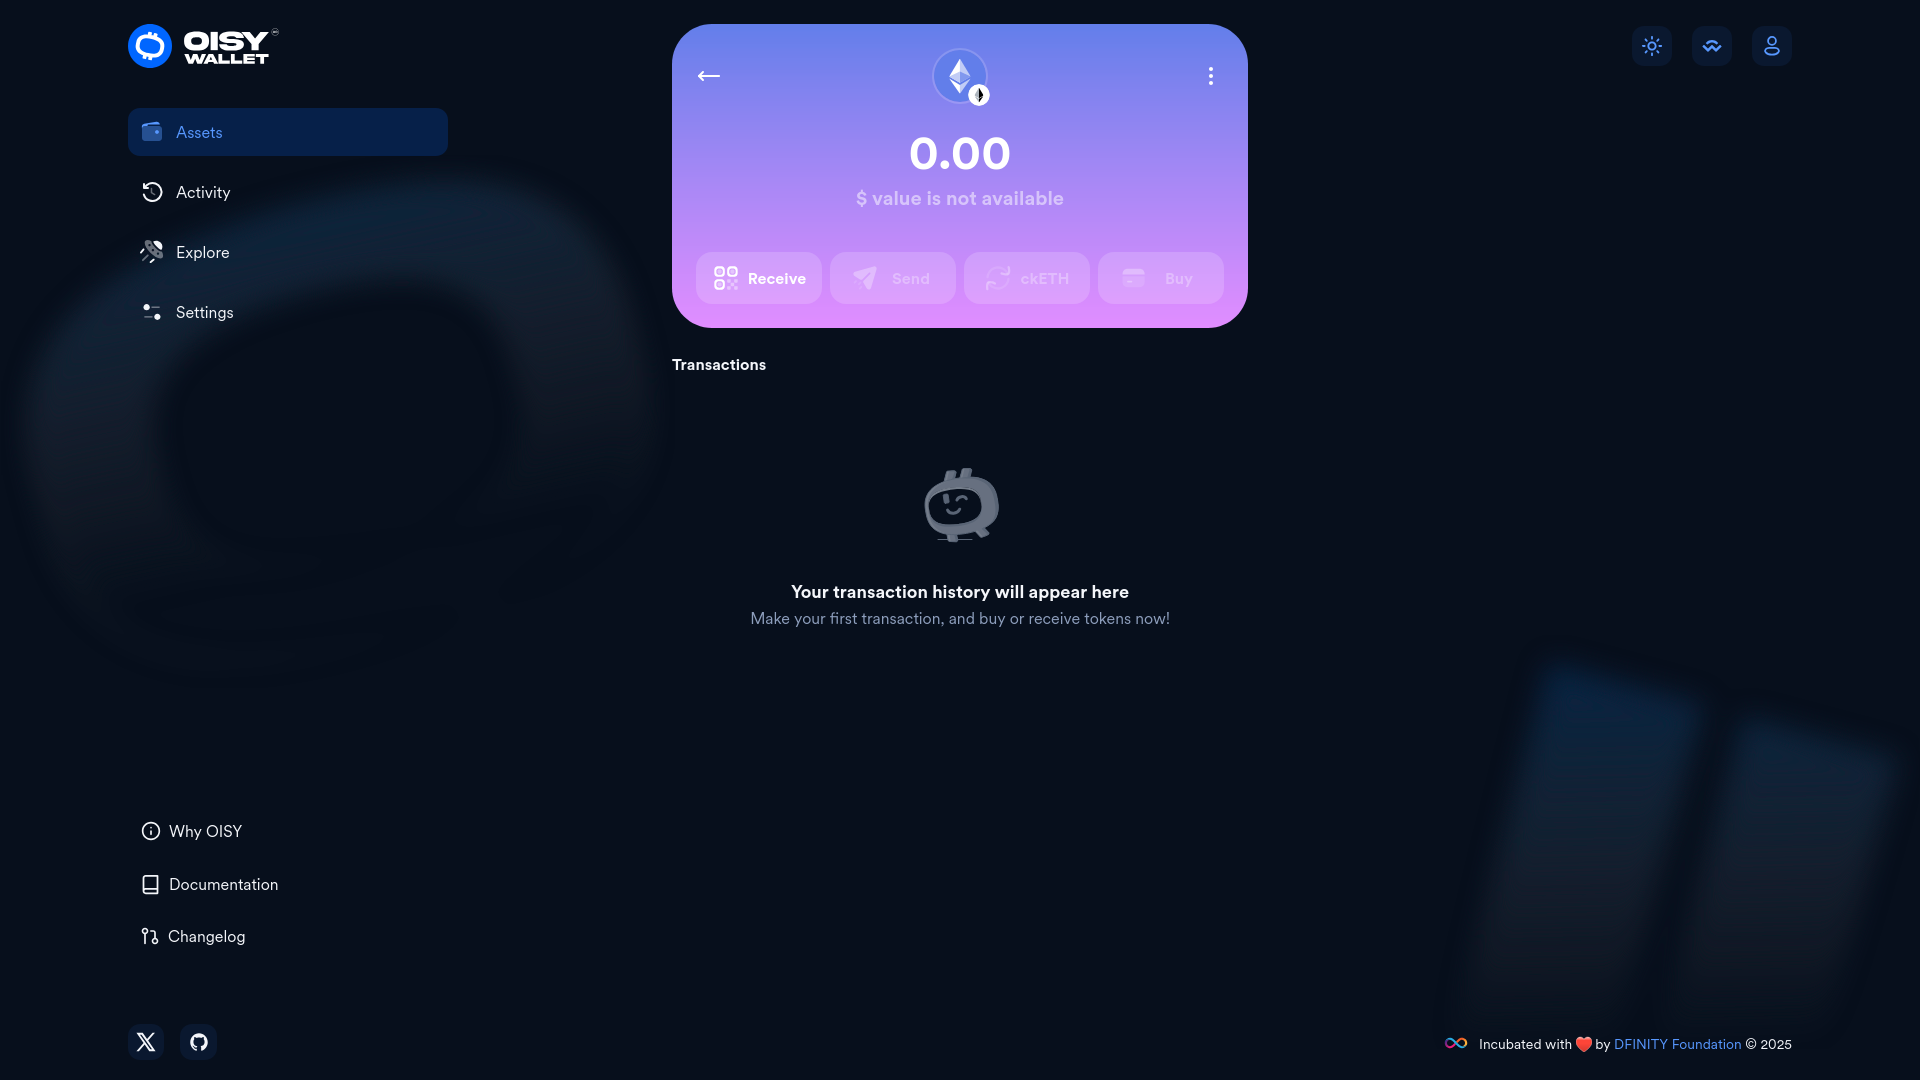 OISY
WALLET
Assets
Activity
Explore
Settings
0.00
$ value is not available
Receive
Send
ckETH
Buy
Transactions
Your transaction history will appear here
Make your first transaction, and buy or receive tokens now!
Why OISY
Documentation
Changelog
Incubated with ❤️ by DFINITY Foundation © 2025